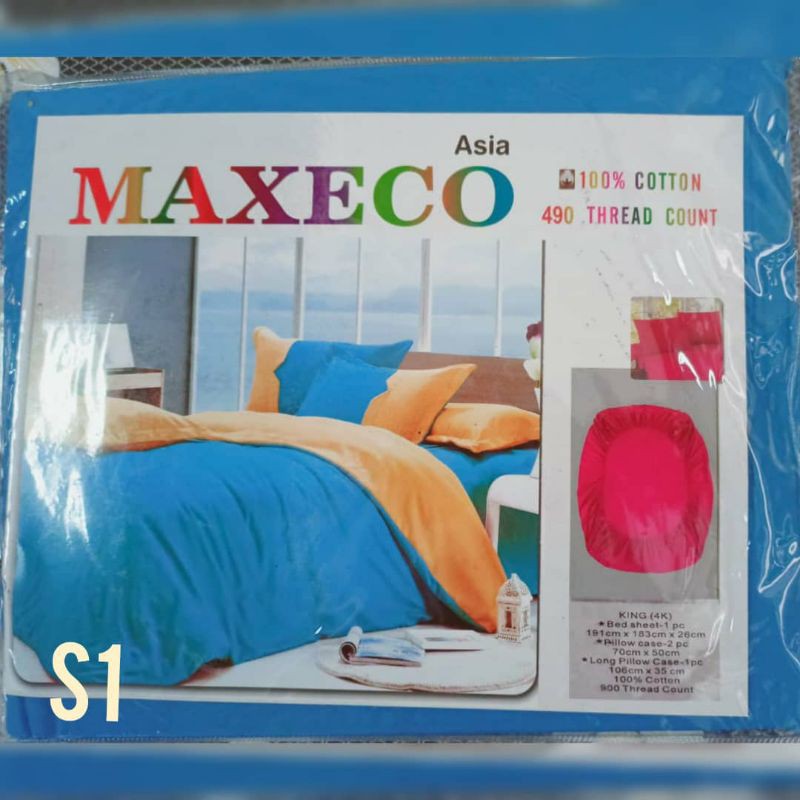 Asia
MAXECO
100% COTTON
490 THREAD COUNT
KING (4K)
★Bed sheet-1 pc
191cm x 183cm x 26cm
★Pillow case-2 pc
70cm x 50cm
★Long Pillow Case-1pc
106cm x 35 cm
100% Cotton
900 Thread Count
S1